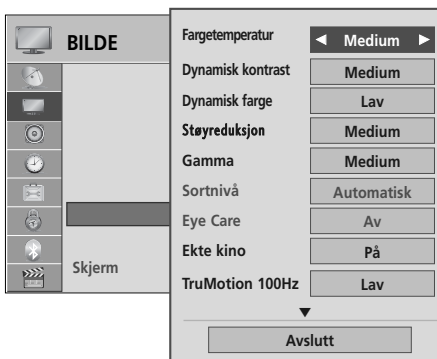 BILDE
Skjerm
Fargetemperatur Medium
Dynamisk kontrast Medium
Dynamisk farge Lav
Støyreduksjon Medium
Gamma Medium
Sortnivå Automatisk
Eye Care Av
Ekte kino På
TruMotion 100Hz Lav
Avslutt